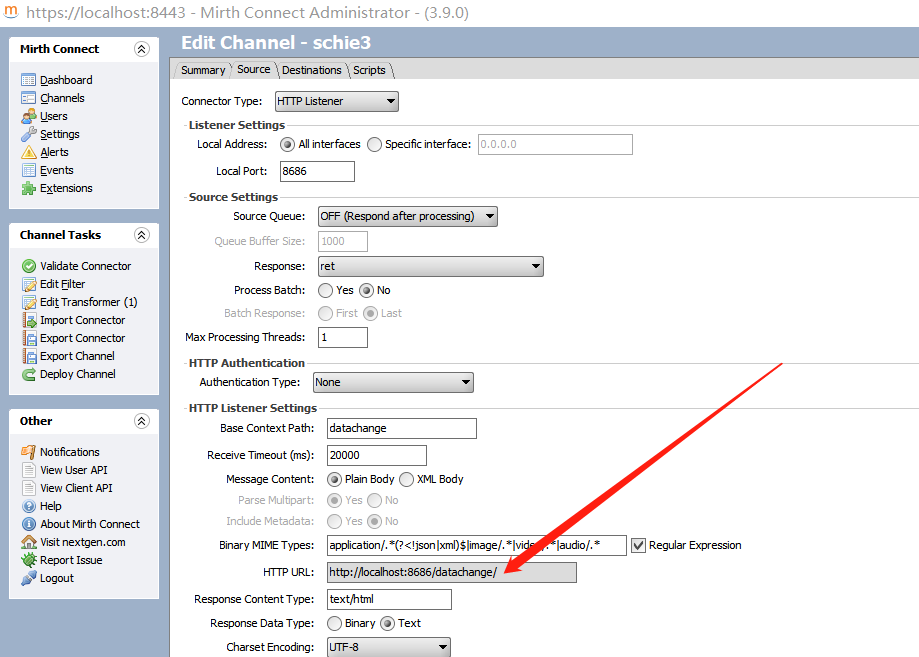 https://localhost:8443 - Mirth Connect Administrator - (3.9.0)
Mirth Connect
Dashboard
Channels
Users
Settings
Alerts
Events
Extensions
Channel Tasks
Validate Connector
Edit Filter
Edit Transformer (1)
Import Connector
Export Connector
Export Channel
Deploy Channel
Other
Notifications
View User API
View Client API
Help
About Mirth Connect
Visit nextgen.com
Report Issue
Logout
Edit Channel - schie3
Summary Source Destinations Scripts
Connector Type: HTTP Listener
Listener Settings
Local Address: All interfaces Specific interface: 0.0.0.0
Local Port: 8686
Source Settings
Source Queue: OFF (Respond after processing)
Queue Buffer Size: 1000
Response: ret
Process Batch: Yes No
Batch Response: First Last
Max Processing Threads: 1
HTTP Authentication
Authentication Type: None
HTTP Listener Settings
Base Context Path: datachange
Receive Timeout (ms): 20000
Message Content: Plain Body XML Body
Parse Multipart: Yes No
Include Metadata: Yes No
Binary MIME Types: application/.*(?<!json|xml)$|image/.*|video/.*|audio/.* Regular Expression
HTTP URL: http://localhost:8686/datachange/
Response Content Type: text/html
Response Data Type: Binary Text
Charset Encoding: UTF-8